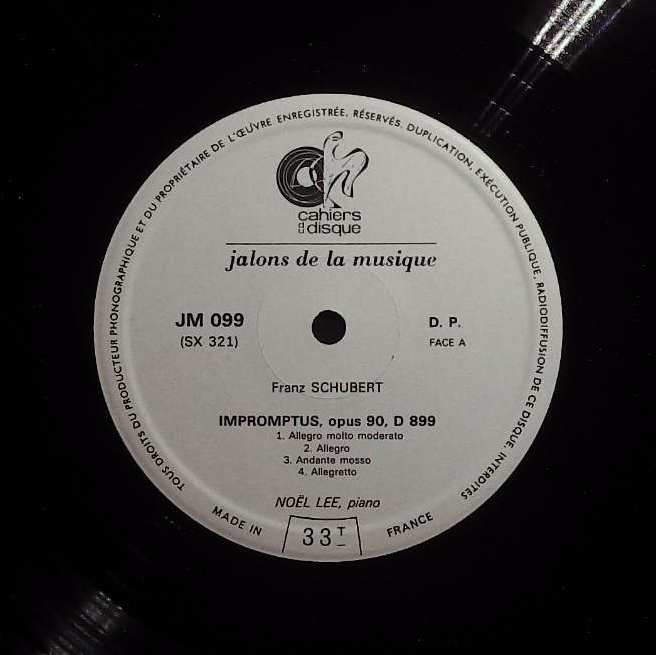 TOUS DROITS DU PRODUCTEUR PHONOGRAPHIQUE ET DU PROPRIÉTAIRE DE L'ŒUVRE ENREGISTRÉE, RÉSERVÉS. DUPLICATION, EXÉCUTION PUBLIQUE, RADIODIFFUSION DE CE DISQUE, INTERDITES
cahiers
du
disque
jalons de la musique
JM 099
(SX 321)
D. P.
FACE A
Franz SCHUBERT
IMPROMPTUS, opus 90, D 899
1. Allegro molto moderato
2. Allegro
3. Andante mosso
4. Allegretto
NOËL LEE, piano
MADE IN FRANCE
33 T